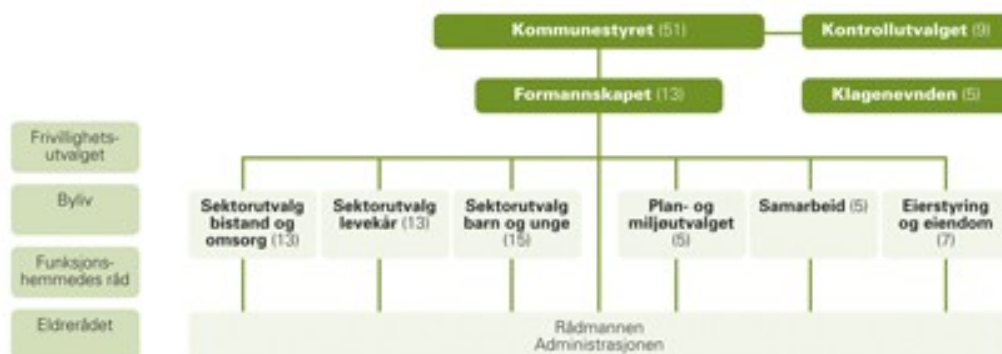 Kommunestyret (51)
Kontrollutvalget (9)
Formannskapet (13)
Klagenevnden (5)
Frivillighets-
utvalget
Byliv
Funksjons-
hemmedes råd
Eldrerådet
Sektorutvalg
bistand og
omsorg (13)
Sektorutvalg
levekår (13)
Sektorutvalg
barn og unge
(15)
Plan- og
miljøutvalget
(5)
Samarbeid (5)
Eierstyring
og eiendom
(7)
Rådmannen
Administrasjonen